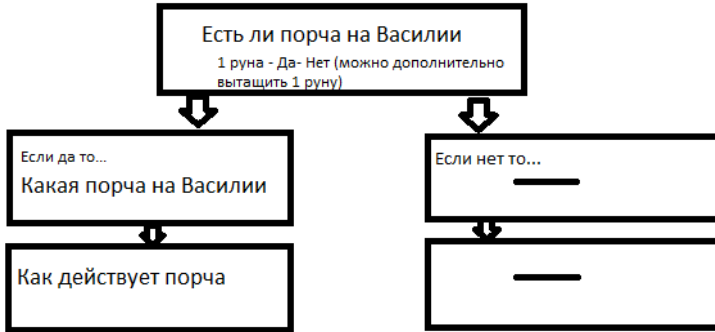 Есть ли порча на Василии
1 руна - Да- Нет (можно дополнительно
вытащить 1 руну)
Если да то...
Какая порча на Василии
Если нет то...
Как действует порча